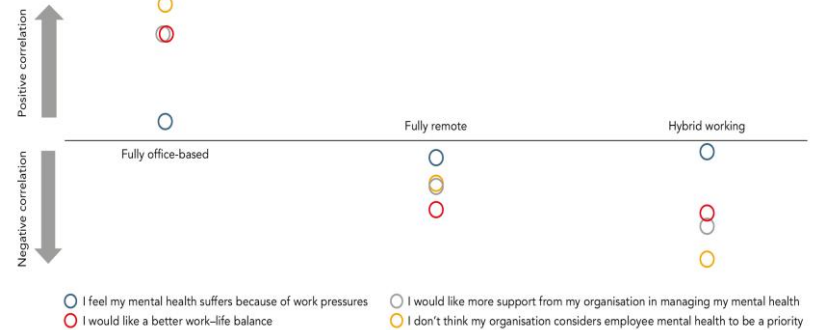 Positive correlation
Fully remote
Hybrid working
Fully office-based
Negative correlation
I feel my mental health suffers because of work pressures
I would like more support from my organisation in managing my mental health
I would like a better work–life balance
I don't think my organisation considers employee mental health to be a priority